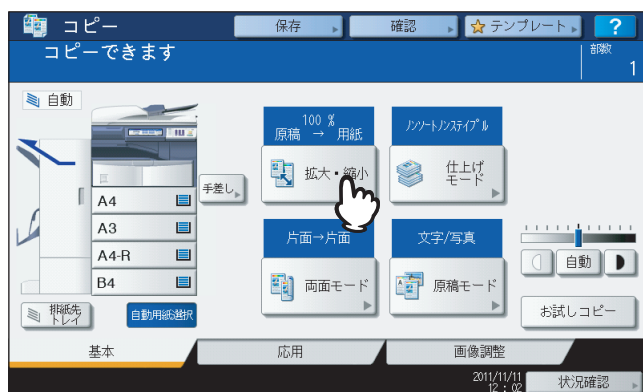 コピー
保存
確認
テンプレート
?
コピーできます
部数
1
自動
100 %
原稿 → 用紙
ノンソートノンステイプル
拡大・縮小
仕上げ
モード
手差し
A4
A3
A4-R
B4
片面→片面
文字/写真
両面モード
原稿モード
自動
排紙先
トレイ
自動用紙選択
お試しコピー
基本
応用
画像調整
2011/11/11
12 : 02
状況確認